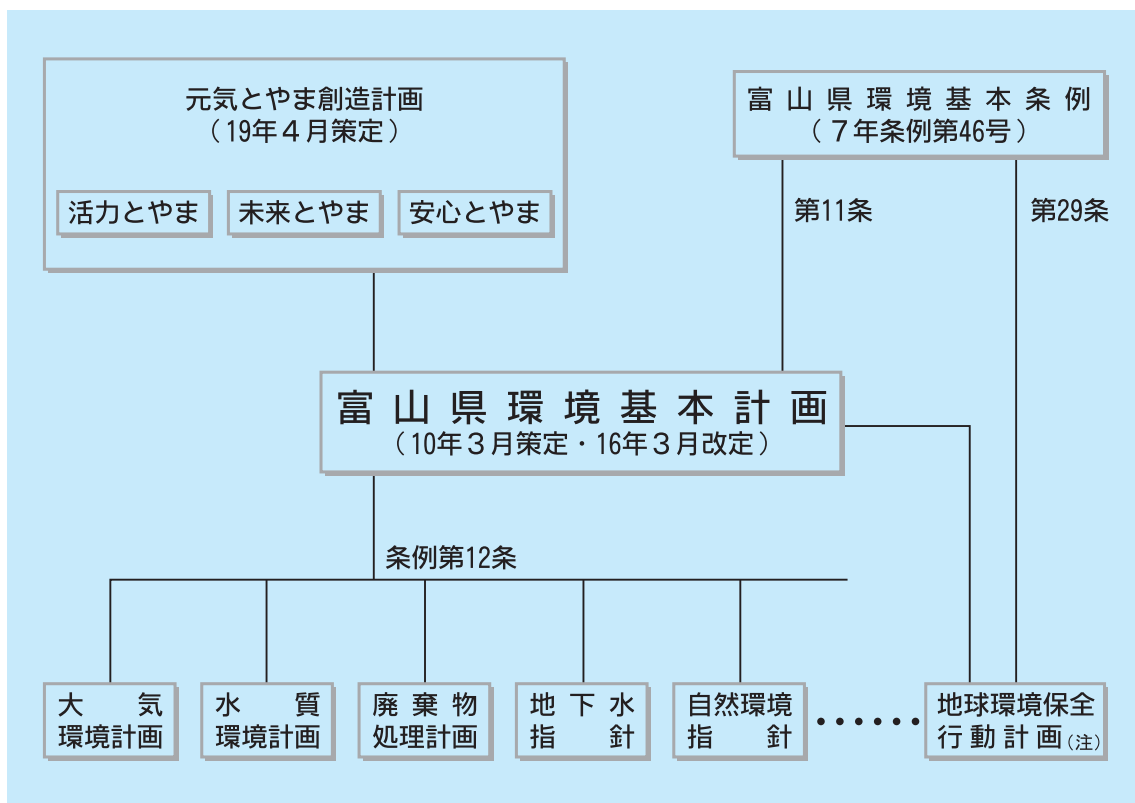 元気とやま創造計画
（19年４月策定）
活力とやま
未来とやま
安心とやま
富山県環境基本条例
（７年条例第46号）
第11条
第29条
富山県環境基本計画
（10年３月策定・16年３月改定）
条例第12条
大気
環境計画
水質
環境計画
廃棄物
処理計画
地下水
指針
自然環境
指針
……
地球環境保全
行動計画（注）